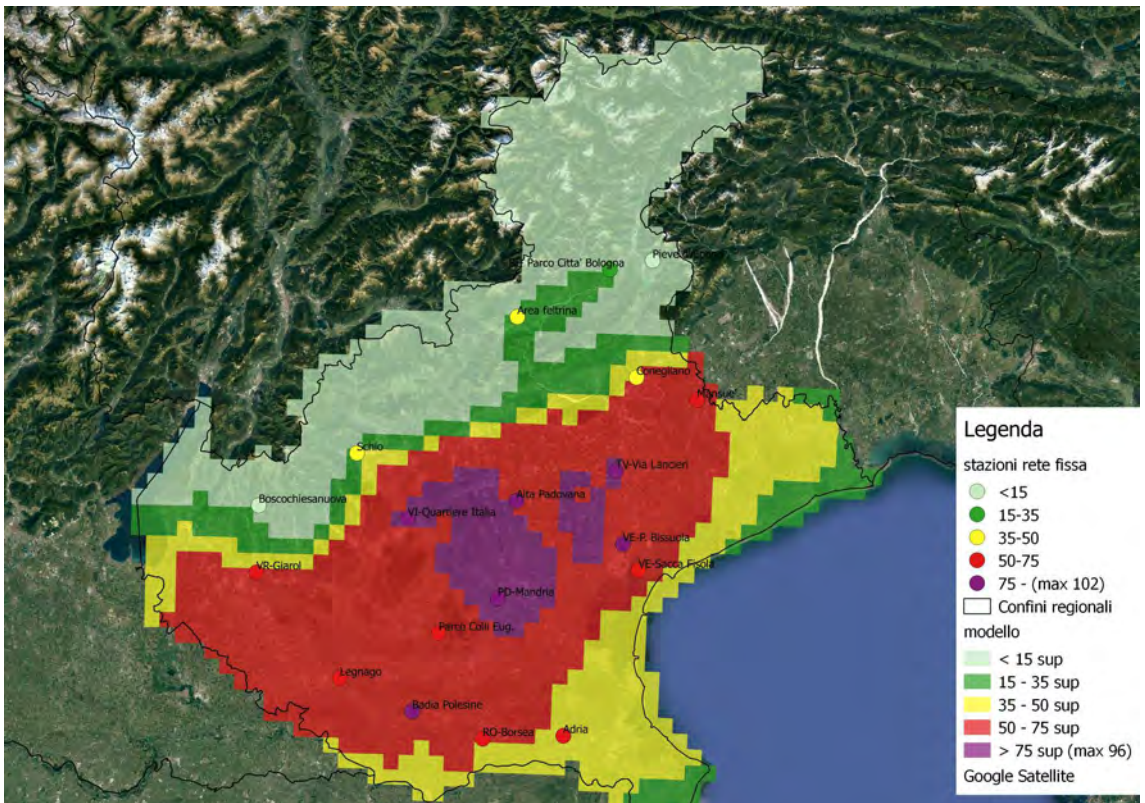 Parco Citta' Bologna
Pieve
Area feltrina
Conegliano
Mansue'
Schio
TV-Via Lancieri
Boscochiesanuova
Alta Padovana
VI-Quartiere Italia
VE-P. Bissuola
VR-Giarol
VE-Sacca Fisola
PD-Mandria
Parco Colli Eug.
Legnago
Badia Polesine
RO-Borsea
Adria
Legenda
stazioni rete fissa
<15
15-35
35-50
50-75
75 - (max 102)
Confini regionali
modello
< 15 sup
15 - 35 sup
35 - 50 sup
50 - 75 sup
> 75 sup (max 96)
Google Satellite